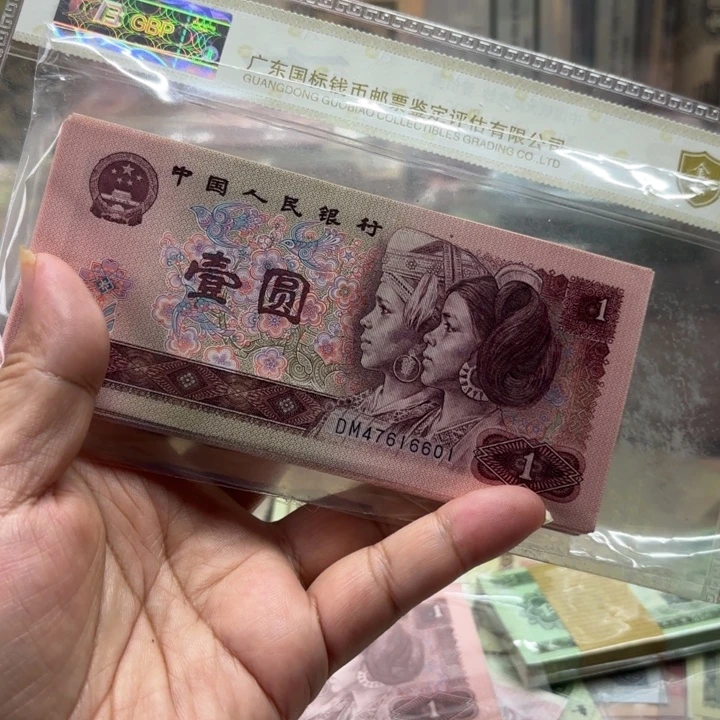 GBP
广东国标钱币邮票鉴定评估有限公司
GUANGDONG GUOBIAO COLLECTIBLES GRADING CO.,LTD
中国人民银行
壹圆
1
DM47616601
1